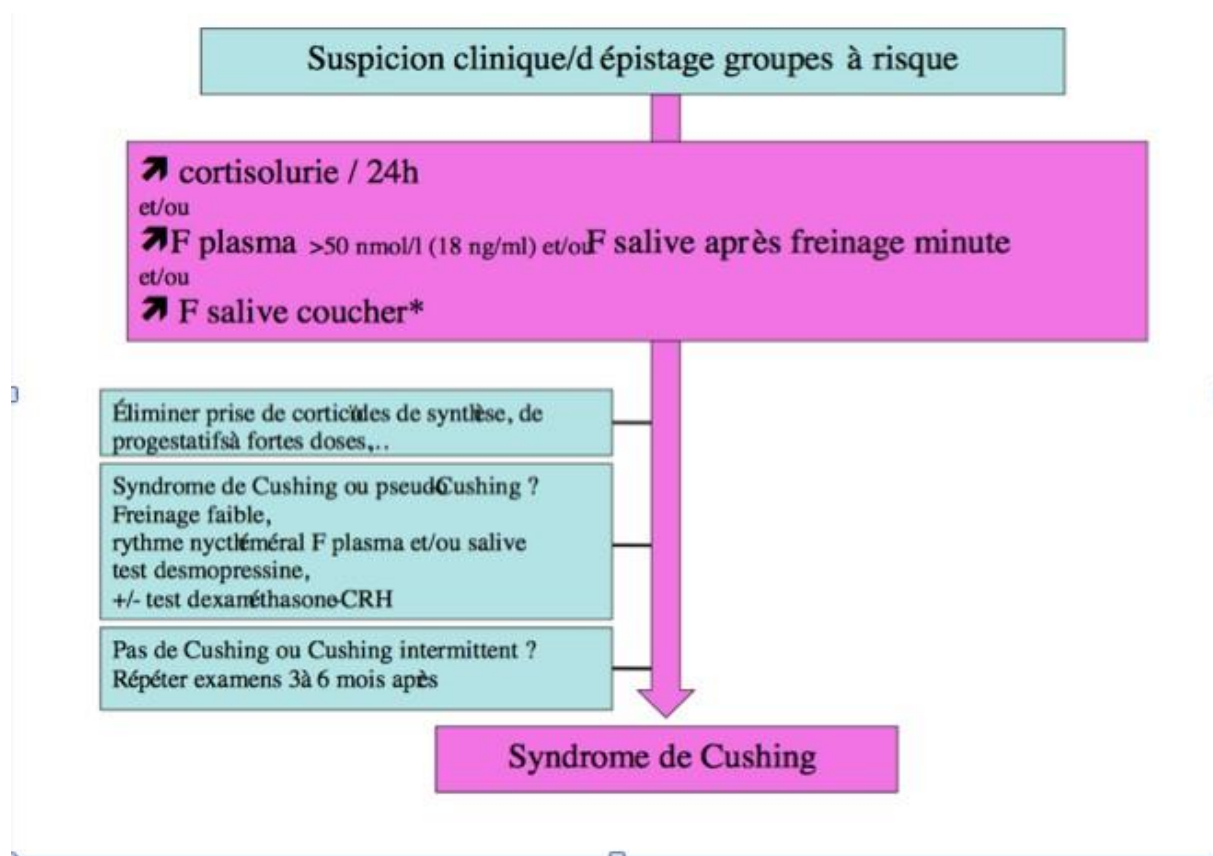 Suspicion clinique/d épistage groupes à risque
↗ cortisolurie / 24h
et/ou
↗F plasma >50 nmol/l (18 ng/ml) et/ouF salive après freinage minute
et/ou
↗ F salive coucher*
Éliminer prise de corticoïdes de synthèse, de
progestatifsà fortes doses,..
Syndrome de Cushing ou pseudoCushing ?
Freinage faible,
rythme nycthéméral F plasma et/ou salive
test desmopressine,
+/- test dexaméthasone-CRH
Pas de Cushing ou Cushing intermittent ?
Répéter examens 3à 6 mois après
Syndrome de Cushing